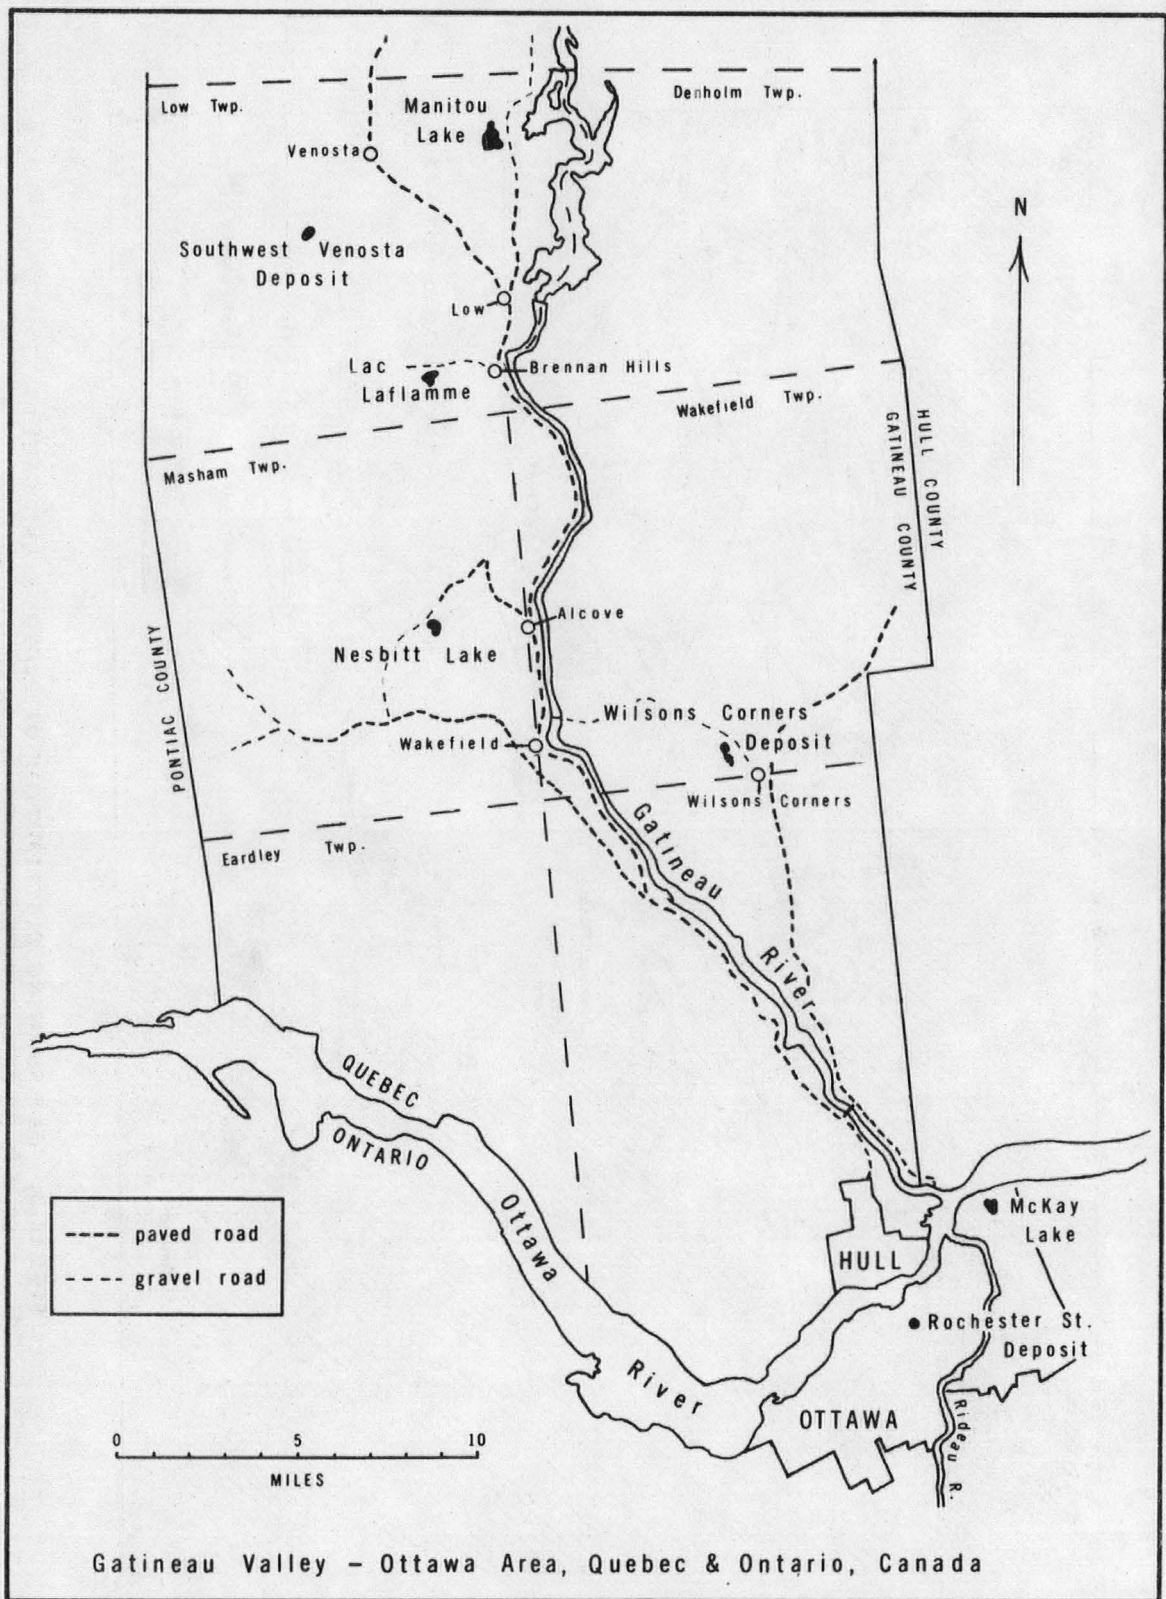 Low Twp.
Manitou
Lake
Denholm Twp.
Venosta
N
Southwest Venosta
Deposit
Low
Lac
Laflamme
Brennan Hills
Wakefield Twp.
Masham Twp.
HULL COUNTY
GATINEAU COUNTY
Alcove
Nesbitt Lake
PONTIAC COUNTY
Wilsons Corners
Deposit
Wakefield
Wilsons Corners
Gatineau
River
Eardley Twp.
QUEBEC
ONTARIO
Ottawa
River
McKay
Lake
HULL
paved road
gravel road
Rochester St.
Deposit
OTTAWA
Rideau R.
0 5 10
MILES
Gatineau Valley – Ottawa Area, Quebec & Ontario, Canada